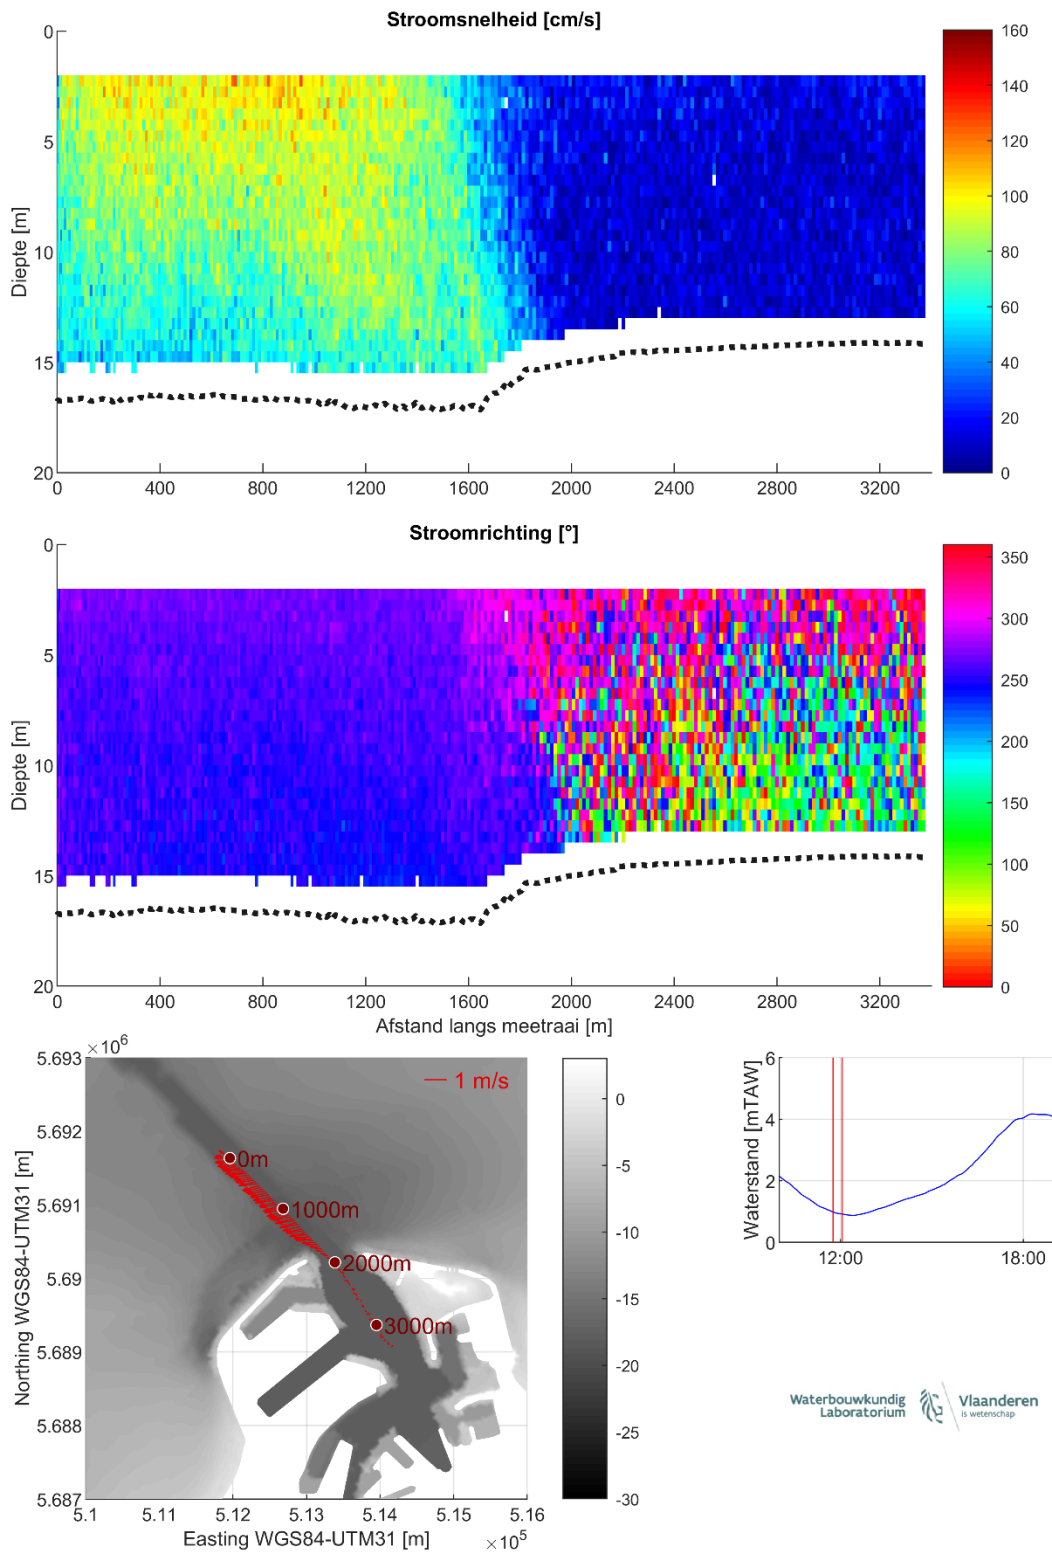 Stroomsnelheid [cm/s]
Diepte [m]
0
5
10
15
20
0 400 800 1200 1600 2000 2400 2800 3200
160
140
120
100
80
60
40
20
0
Stroomrichting [°]
Diepte [m]
0
5
10
15
20
0 400 800 1200 1600 2000 2400 2800 3200
Afstand langs meetraai [m]
350
300
250
200
150
100
50
0
×10⁶
5.693
5.692
5.691
5.69
5.689
5.688
5.687
Northing WGS84-UTM31 [m]
1 m/s
0m
1000m
2000m
3000m
5.1 5.11 5.12 5.13 5.14 5.15 5.16
Easting WGS84-UTM31 [m]
×10⁵
0
-5
-10
-15
-20
-25
-30
Waterstand [mTAW]
6
4
2
0
12:00 18:00
Waterbouwkundig
Laboratorium
Vlaanderen
is wetenschap